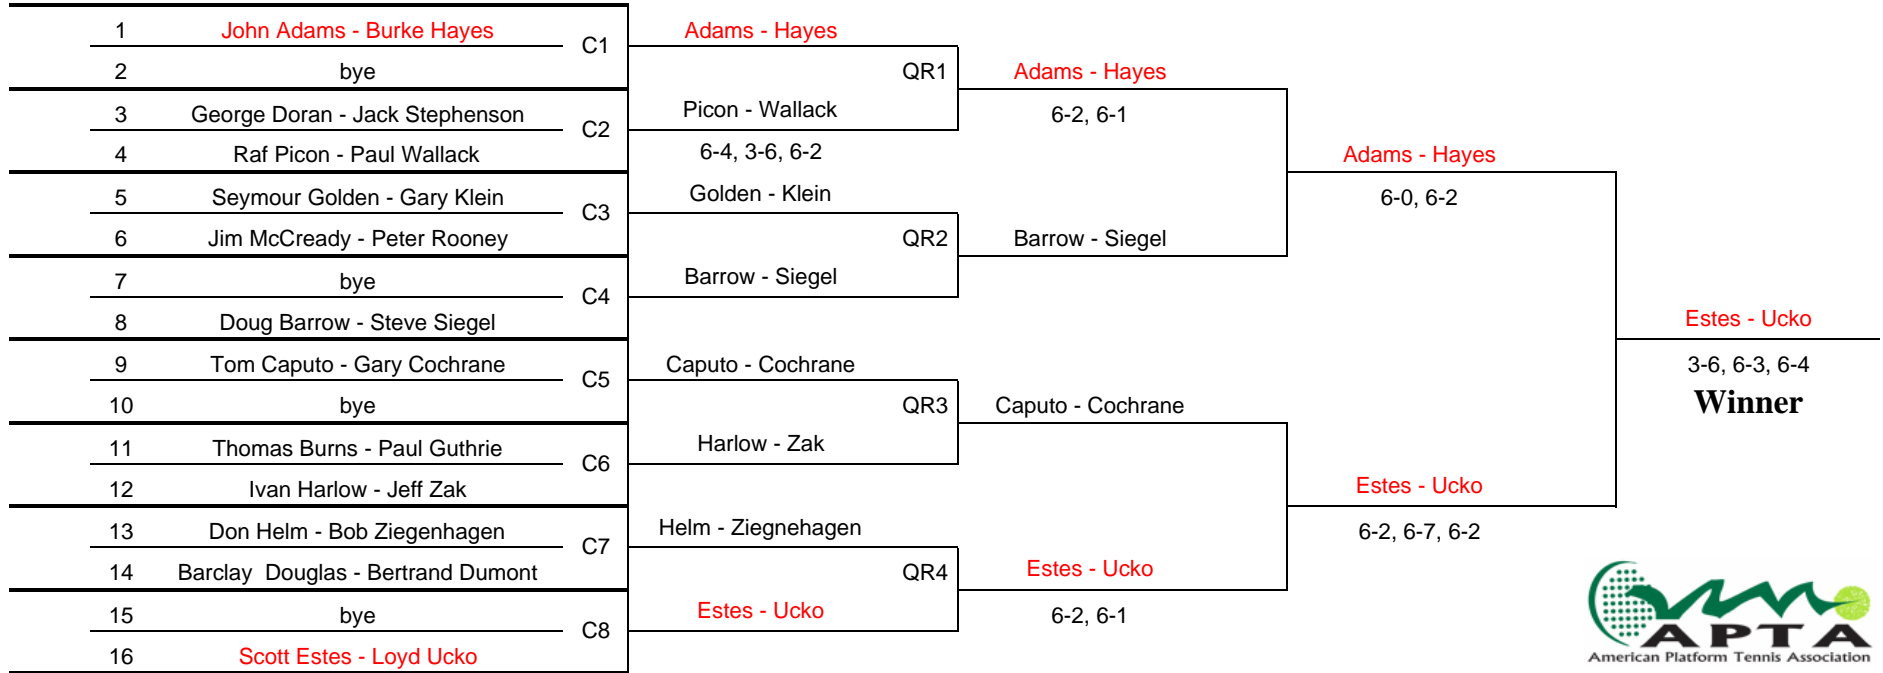 1 John Adams - Burke Hayes
C1
2 bye
3 George Doran - Jack Stephenson
C2
4 Raf Picon - Paul Wallack
5 Seymour Golden - Gary Klein
C3
6 Jim McCready - Peter Rooney
7 bye
C4
8 Doug Barrow - Steve Siegel
9 Tom Caputo - Gary Cochrane
C5
10 bye
11 Thomas Burns - Paul Guthrie
C6
12 Ivan Harlow - Jeff Zak
13 Don Helm - Bob Ziegenhagen
C7
14 Barclay  Douglas - Bertrand Dumont
15 bye
C8
16 Scott Estes - Loyd Ucko
Adams - Hayes
QR1
Picon - Wallack
6-4, 3-6, 6-2
Golden - Klein
QR2
Barrow - Siegel
Caputo - Cochrane
QR3
Harlow - Zak
Helm - Ziegnehagen
QR4
Estes - Ucko
Adams - Hayes
6-2, 6-1
Barrow - Siegel
Caputo - Cochrane
Estes - Ucko
6-2, 6-1
Adams - Hayes
6-0, 6-2
Estes - Ucko
6-2, 6-7, 6-2
Estes - Ucko
3-6, 6-3, 6-4
Winner
APTA
American Platform Tennis Association